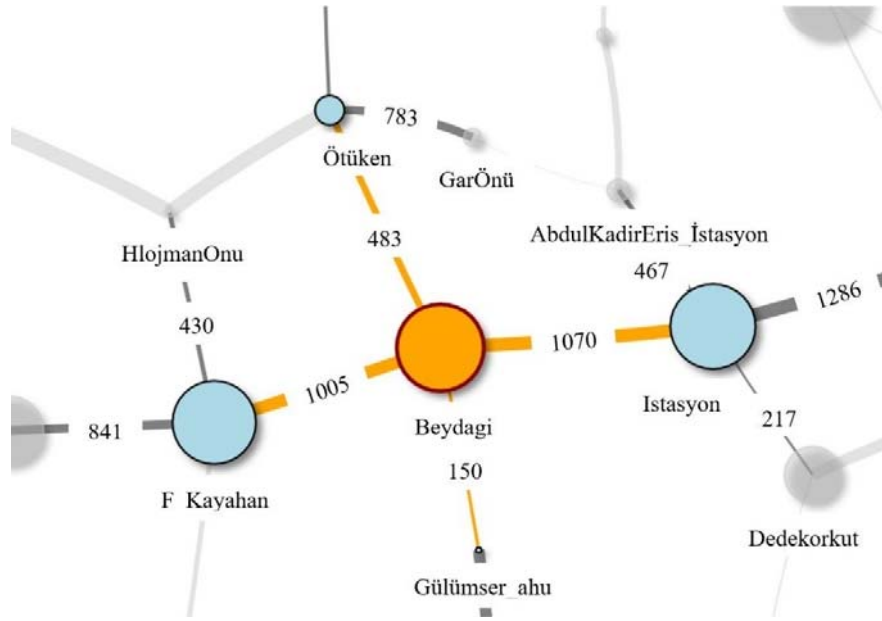 783
Ötüken
GarÖnü
AbdulKadirEris_İstasyon
HlojmanOnu
483
467
1286
430
1070
1005
Istasyon
217
841
Beydagi
150
F_Kayahan
Dedekorkut
Gülümser_ahu